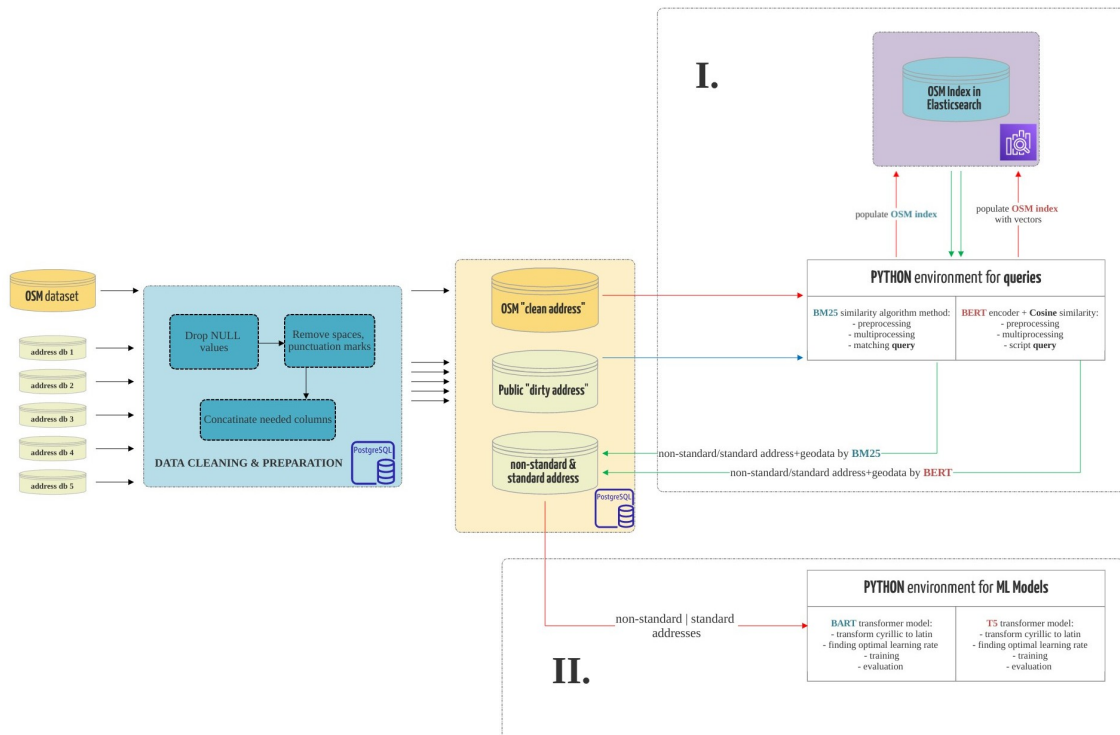 I.
OSM Index in
Elasticsearch
populate OSM index
populate OSM index
with vectors
PYTHON environment for queries
BM25 similarity algorithm method:
- preprocessing
- multiprocessing
- matching query
BERT encoder + Cosine similarity:
- preprocessing
- multiprocessing
- script query
OSM dataset
address db 1
address db 2
address db 3
address db 4
address db 5
Drop NULL
values
Remove spaces,
punctuation marks
Concatinate needed columns
DATA CLEANING & PREPARATION
PostgreSQL
OSM "clean address"
Public "dirty address"
non-standard &
standard address
PostgreSQL
non-standard/standard address+geodata by BM25
non-standard/standard address+geodata by BERT
non-standard | standard
addresses
II.
PYTHON environment for ML Models
BART transformer model:
- transform cyrillic to latin
- finding optimal learning rate
- training
- evaluation
T5 transformer model:
- transform cyrillic to latin
- finding optimal learning rate
- training
- evaluation